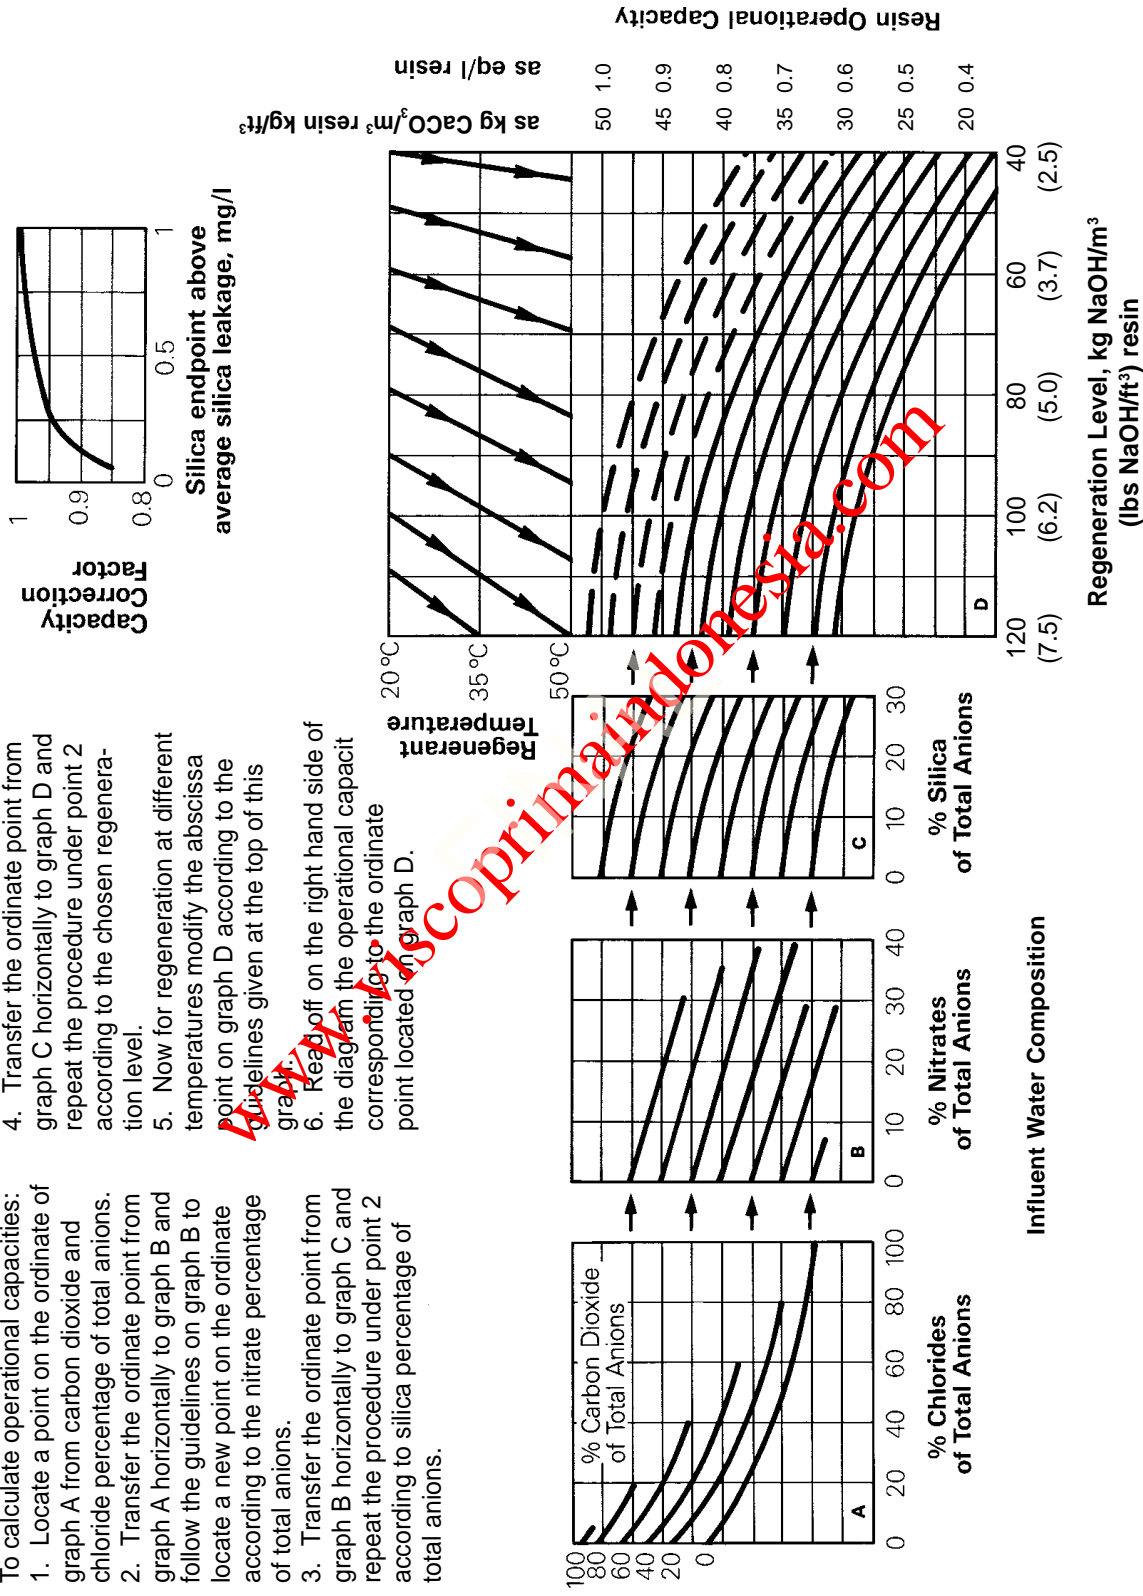 To calculate operational capacities:
1. Locate a point on the ordinate of
graph A from carbon dioxide and
chloride percentage of total anions.
2. Transfer the ordinate point from
graph A horizontally to graph B and
follow the guidelines on graph B to
locate a new point on the ordinate
according to the nitrate percentage
of total anions.
3. Transfer the ordinate point from
graph B horizontally to graph C and
repeat the procedure under point 2
according to silica percentage of
total anions.
4. Transfer the ordinate point from
graph C horizontally to graph D and
repeat the procedure under point 2
according to the chosen regenera-
tion level.
5. Now for regeneration at different
temperatures modify the abscissa
point on graph D according to the
guidelines given at the top of this
graph.
6. Read off on the right hand side of
the diagram the operational capacit
corresponding to the ordinate
point located on graph D.
Capacity
Correction
Factor
1
0.9
0.8
0
0.5
1
Silica endpoint above
average silica leakage, mg/l
% Carbon Dioxide
of Total Anions
100
80
60
40
20
0
A
0 20 40 60 80 100
% Chlorides
of Total Anions
B
0 10 20 30 40
% Nitrates
of Total Anions
C
0 10 20 30
% Silica
of Total Anions
Influent Water Composition
Regenerant
Temperature
20 °C
35 °C
50 °C
D
120 100 80 60 40
(7.5) (6.2) (5.0) (3.7) (2.5)
Regeneration Level, kg NaOH/m³
(lbs NaOH/ft³) resin
as kg CaCO₃/m³ resin kg/ft³
as eq/l resin
50 1.0
45 0.9
40 0.8
35 0.7
30 0.6
25 0.5
20 0.4
Resin Operational Capacity
www.viscoprimaindonesia.com